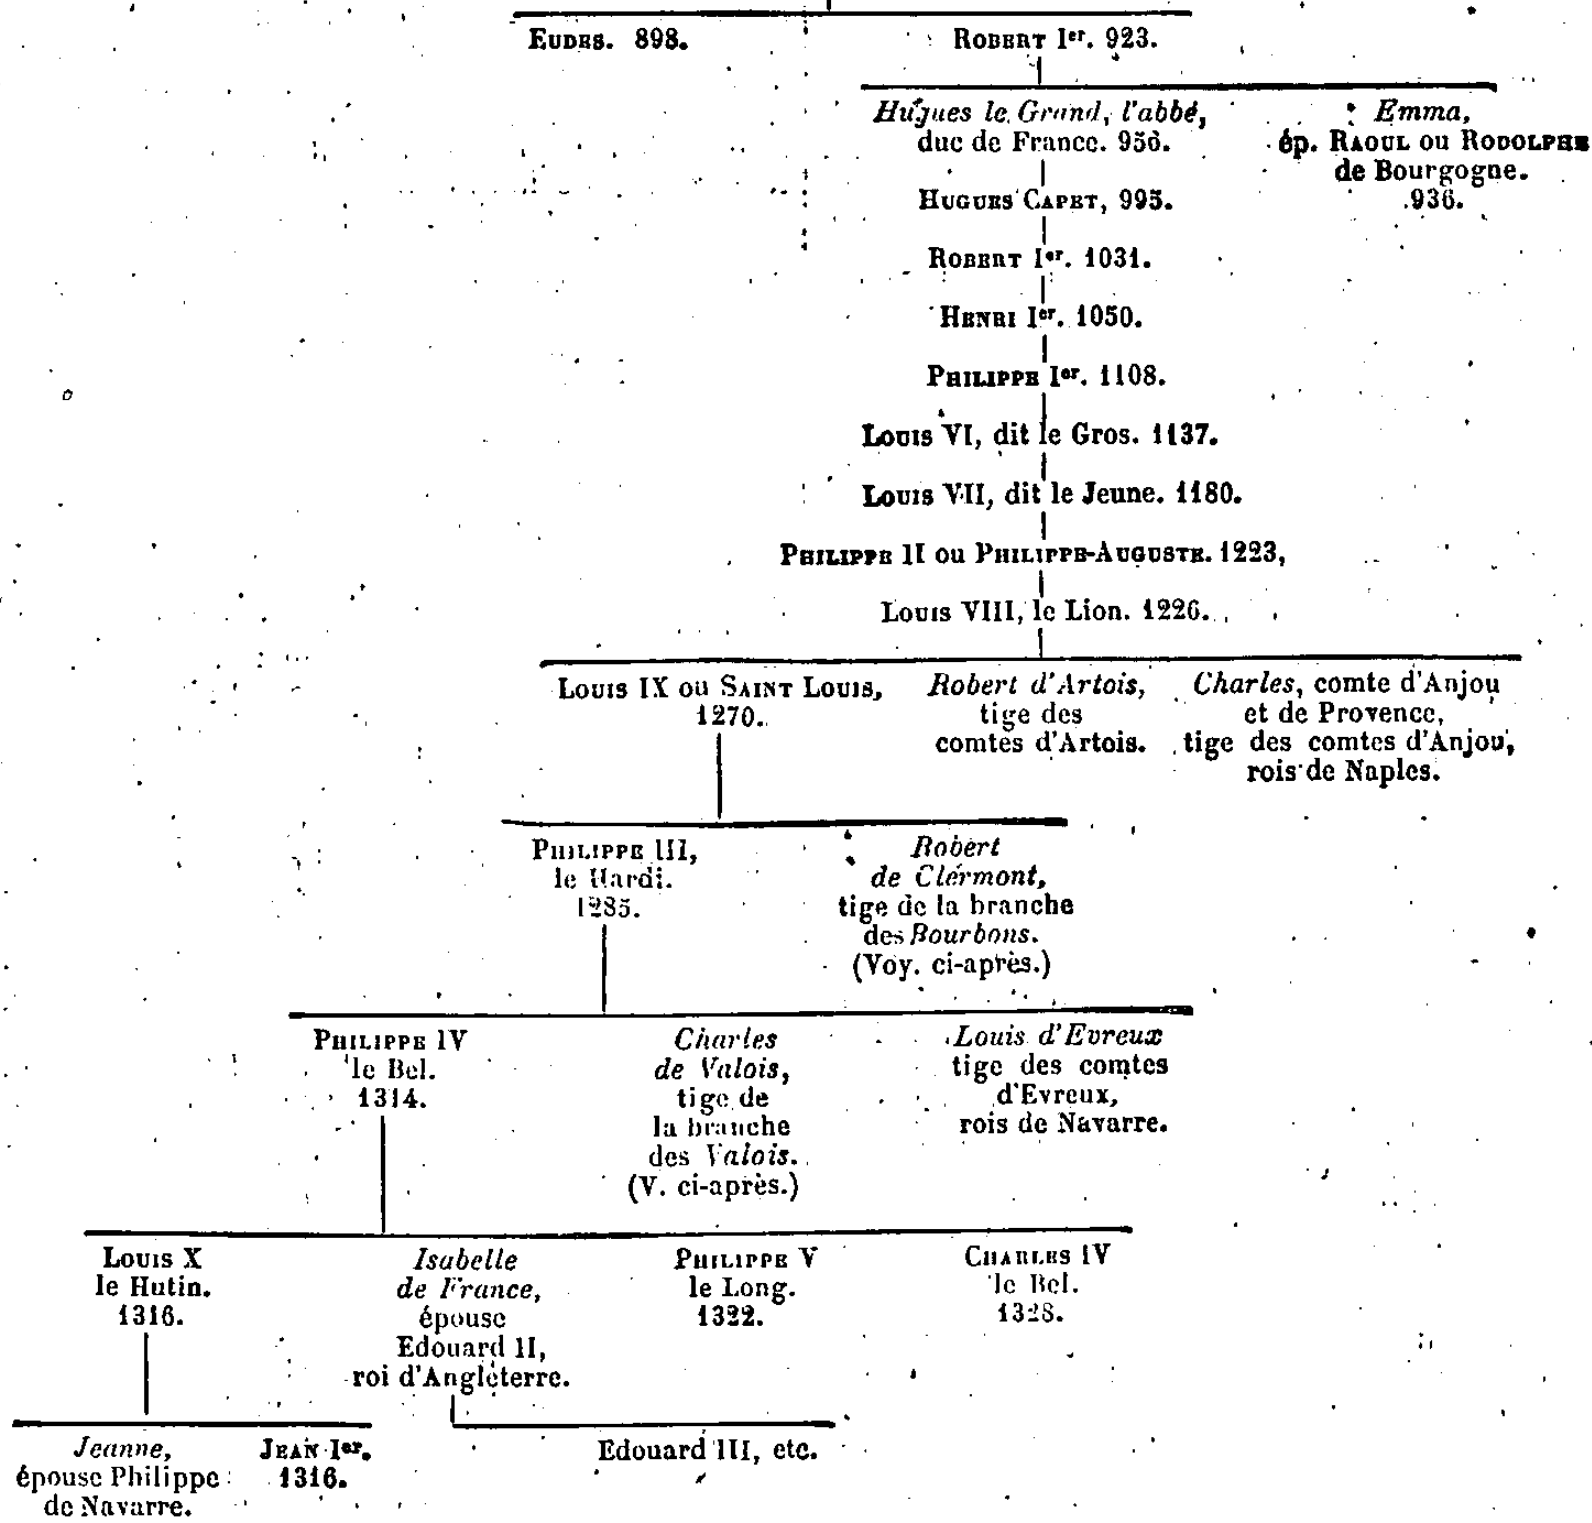 EUDES. 898.
ROBERT Ier. 923.
Hugues le Grand, l'abbé,
duc de France. 956.
Emma,
ép. RAOUL OU RODOLPHE
de Bourgogne.
936.
HUGUES CAPET, 995.
ROBERT Ier. 1031.
HENRI Ier. 1050.
PHILIPPE Ier. 1108.
LOUIS VI, dit le Gros. 1137.
LOUIS VII, dit le Jeune. 1180.
PHILIPPE II ou PHILIPPE-AUGUSTE. 1223,
LOUIS VIII, le Lion. 1226.
LOUIS IX ou SAINT LOUIS,
1270.
Robert d'Artois,
tige des
comtes d'Artois.
Charles, comte d'Anjou
et de Provence,
tige des comtes d'Anjou,
rois de Naples.
PHILIPPE III,
le Hardi.
1285.
Robert
de Clermont,
tige de la branche
des Bourbons.
(Voy. ci-après.)
PHILIPPE IV
le Bel.
1314.
Charles
de Valois,
tige de
la branche
des Valois.
(V. ci-après.)
Louis d'Evreux
tige des comtes
d'Evreux,
rois de Navarre.
LOUIS X
le Hutin.
1316.
Isabelle
de France,
épouse
Edouard II,
roi d'Angleterre.
PHILIPPE V
le Long.
1322.
CHARLES IV
le Bel.
1328.
Jeanne,
épouse Philippe
de Navarre.
JEAN Ier.
1316.
Edouard III, etc.